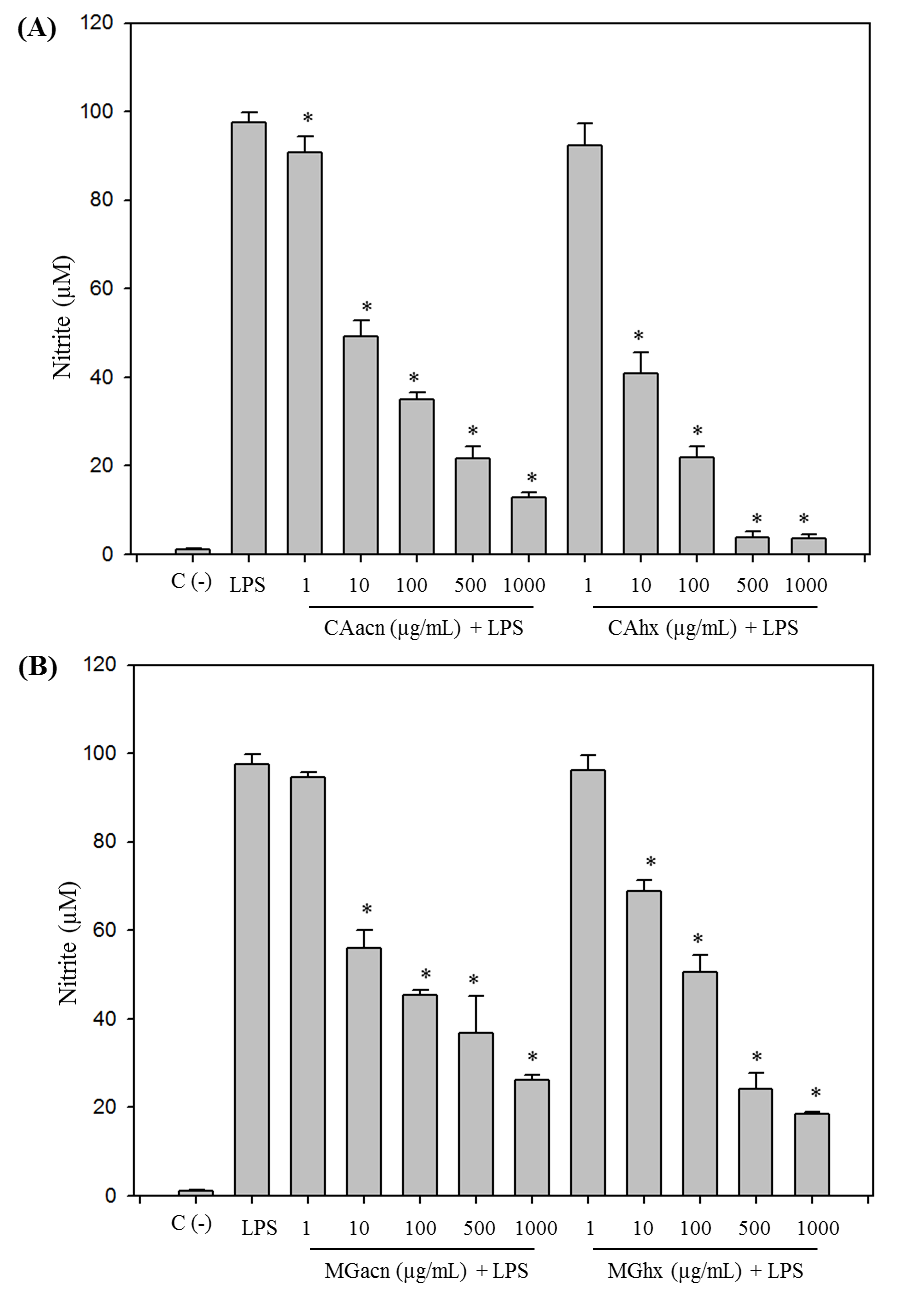 (A)
120
100
80
60
40
20
0
Nitrite (µM)
* * * * * * * * *
C (-) LPS 1 10 100 500 1000 1 10 100 500 1000
CAacn (µg/mL) + LPS CAhx (µg/mL) + LPS
(B)
120
100
80
60
40
20
0
Nitrite (µM)
* * * * * * * *
C (-) LPS 1 10 100 500 1000 1 10 100 500 1000
MGacn (µg/mL) + LPS MGhx (µg/mL) + LPS